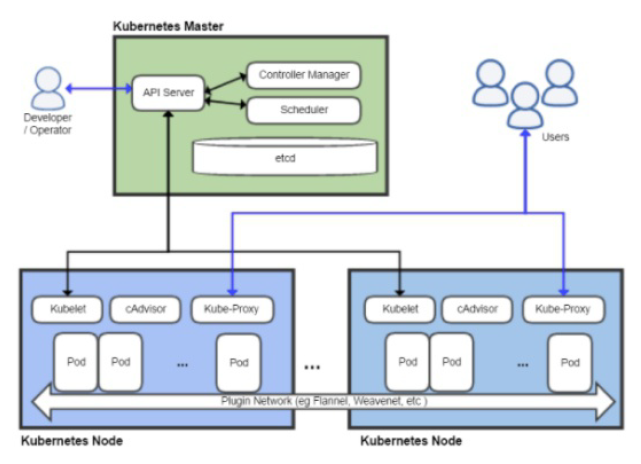 Kubernetes Master
API Server
Controller Manager
Scheduler
etcd
Developer
/ Operator
Users
Kubelet
cAdvisor
Kube-Proxy
Pod
Pod
...
Pod
...
Kubelet
cAdvisor
Kube-Proxy
Pod
Pod
...
Pod
Plugin Network (eg Flannel, Weavenet, etc )
Kubernetes Node
Kubernetes Node